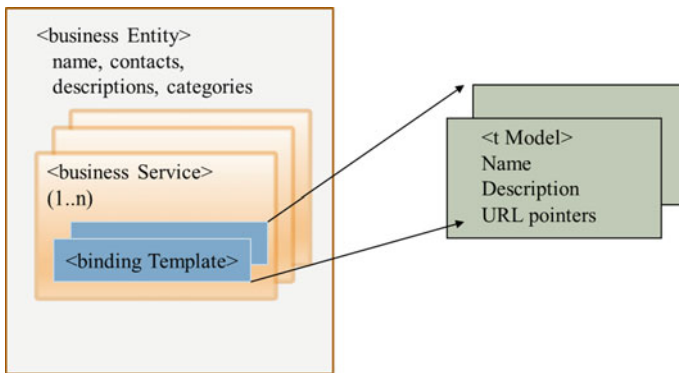 <business Entity>
name, contacts,
descriptions, categories
<business Service>
(1..n)
<binding Template>
<t Model>
Name
Description
URL pointers